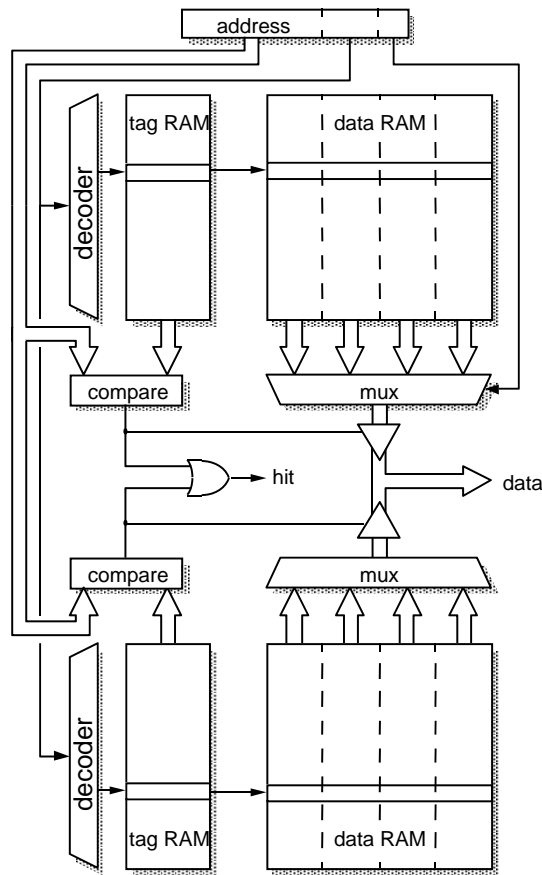 address
tag RAM
data RAM
decoder
compare
mux
hit
data
compare
mux
decoder
tag RAM
data RAM